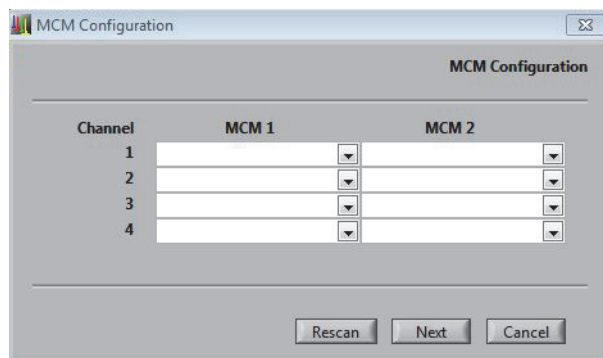 MCM Configuration
MCM Configuration
Channel MCM 1 MCM 2
1
2
3
4
Rescan Next Cancel